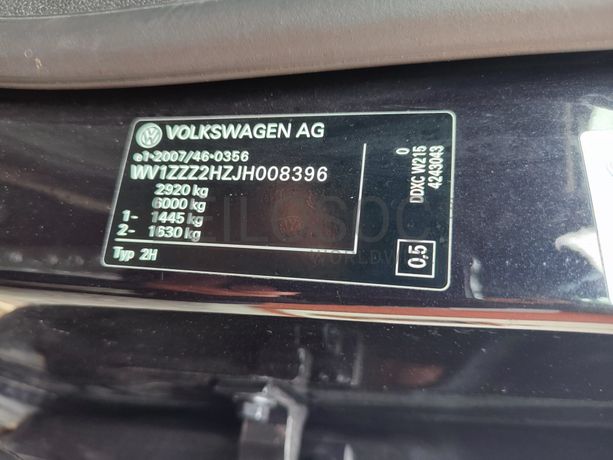 VOLKSWAGEN AG
e1*2007/46*0356
WV1ZZZ2HZJH008396
2920 kg
6000 kg
1- 1445 kg
2- 1630 kg
Typ 2H
0
DDXC W215
4243043
0.5